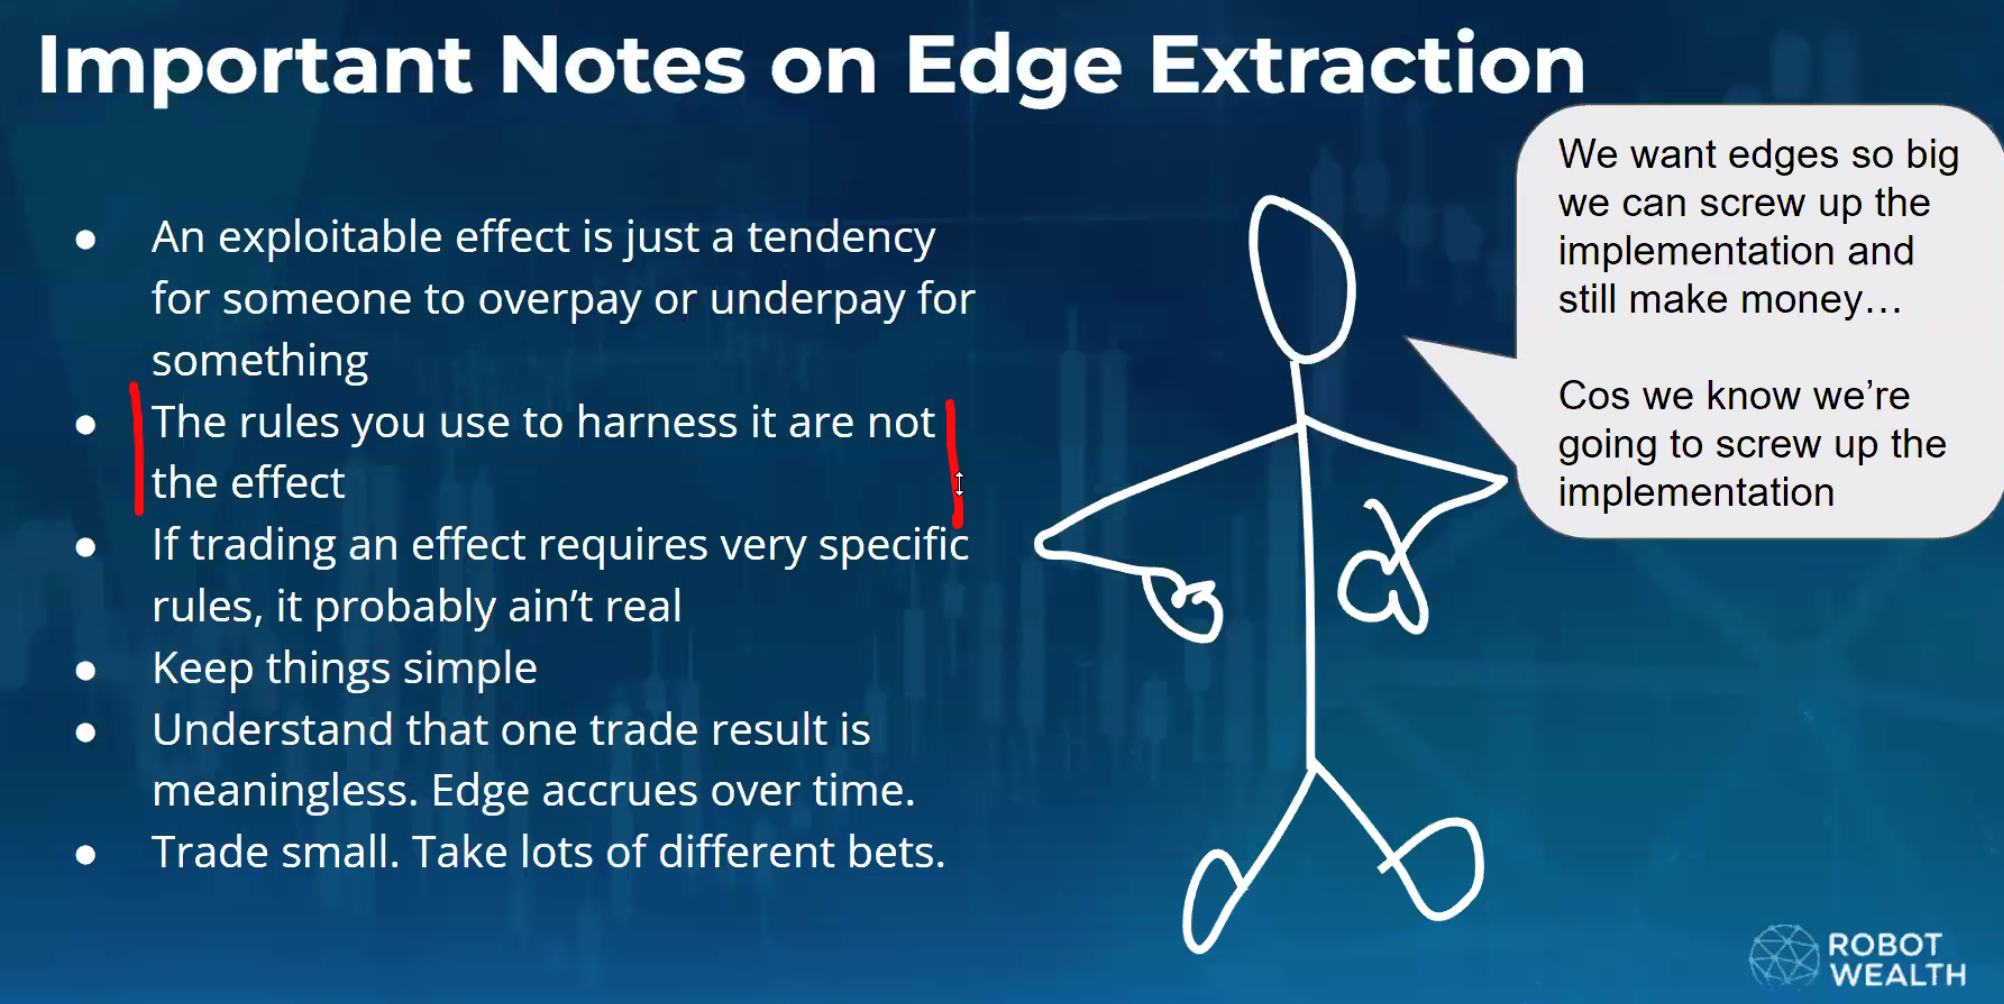 Important Notes on Edge Extraction
● An exploitable effect is just a tendency
for someone to overpay or underpay for
something
● The rules you use to harness it are not
the effect
● If trading an effect requires very specific
rules, it probably ain’t real
● Keep things simple
● Understand that one trade result is
meaningless. Edge accrues over time.
● Trade small. Take lots of different bets.
We want edges so big
we can screw up the
implementation and
still make money…
Cos we know we’re
going to screw up the
implementation
ROBOT
WEALTH